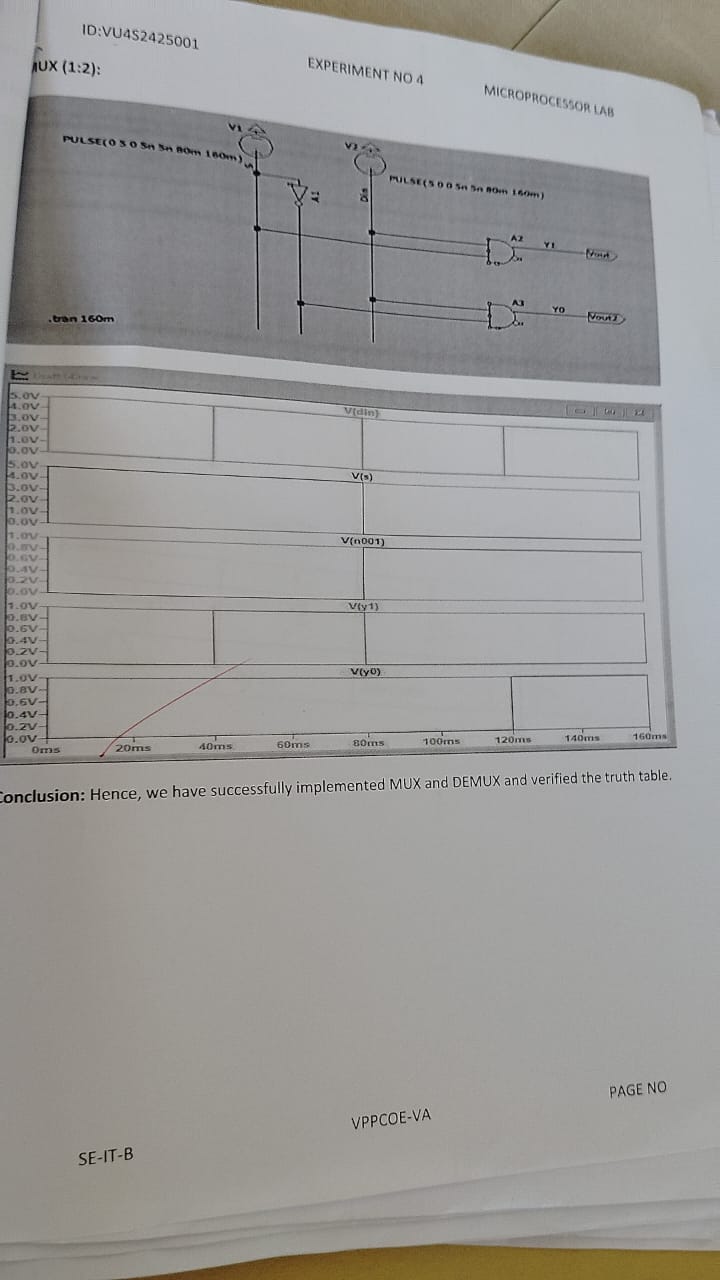 ID:VU4S2425001
EXPERIMENT NO 4
MICROPROCESSOR LAB
MUX (1:2):
V1
V2
PULSE(0 5 0 5n 5n 80m 160m)
S
A1
Din
PULSE(5 0 0 5n 5n 80m 160m)
A2
Y1
Vout
A3
Y0
Vout2
.tran 160m
V(din)
5.0V
4.0V
3.0V
2.0V
1.0V
0.0V
V(s)
5.0V
4.0V
3.0V
2.0V
1.0V
0.0V
V(n001)
1.0V
0.8V
0.6V
0.4V
0.2V
0.0V
V(y1)
1.0V
0.8V
0.6V
0.4V
0.2V
0.0V
V(y0)
1.0V
0.8V
0.6V
0.4V
0.2V
0.0V
0ms 20ms 40ms 60ms 80ms 100ms 120ms 140ms 160ms
Conclusion: Hence, we have successfully implemented MUX and DEMUX and verified the truth table.
PAGE NO
VPPCOE-VA
SE-IT-B